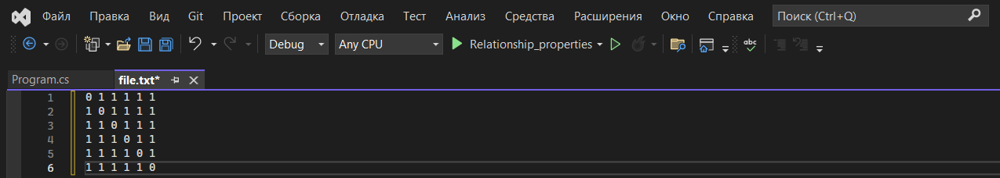 Файл Правка Вид Git Проект Сборка Отладка Тест Анализ Средства Расширения Окно Справка Поиск (Ctrl+Q)
Debug Any CPU Relationship_properties abc
Program.cs file.txt*
1 0 1 1 1 1 1
2 1 0 1 1 1 1
3 1 1 0 1 1 1
4 1 1 1 0 1 1
5 1 1 1 1 0 1
6 1 1 1 1 1 0